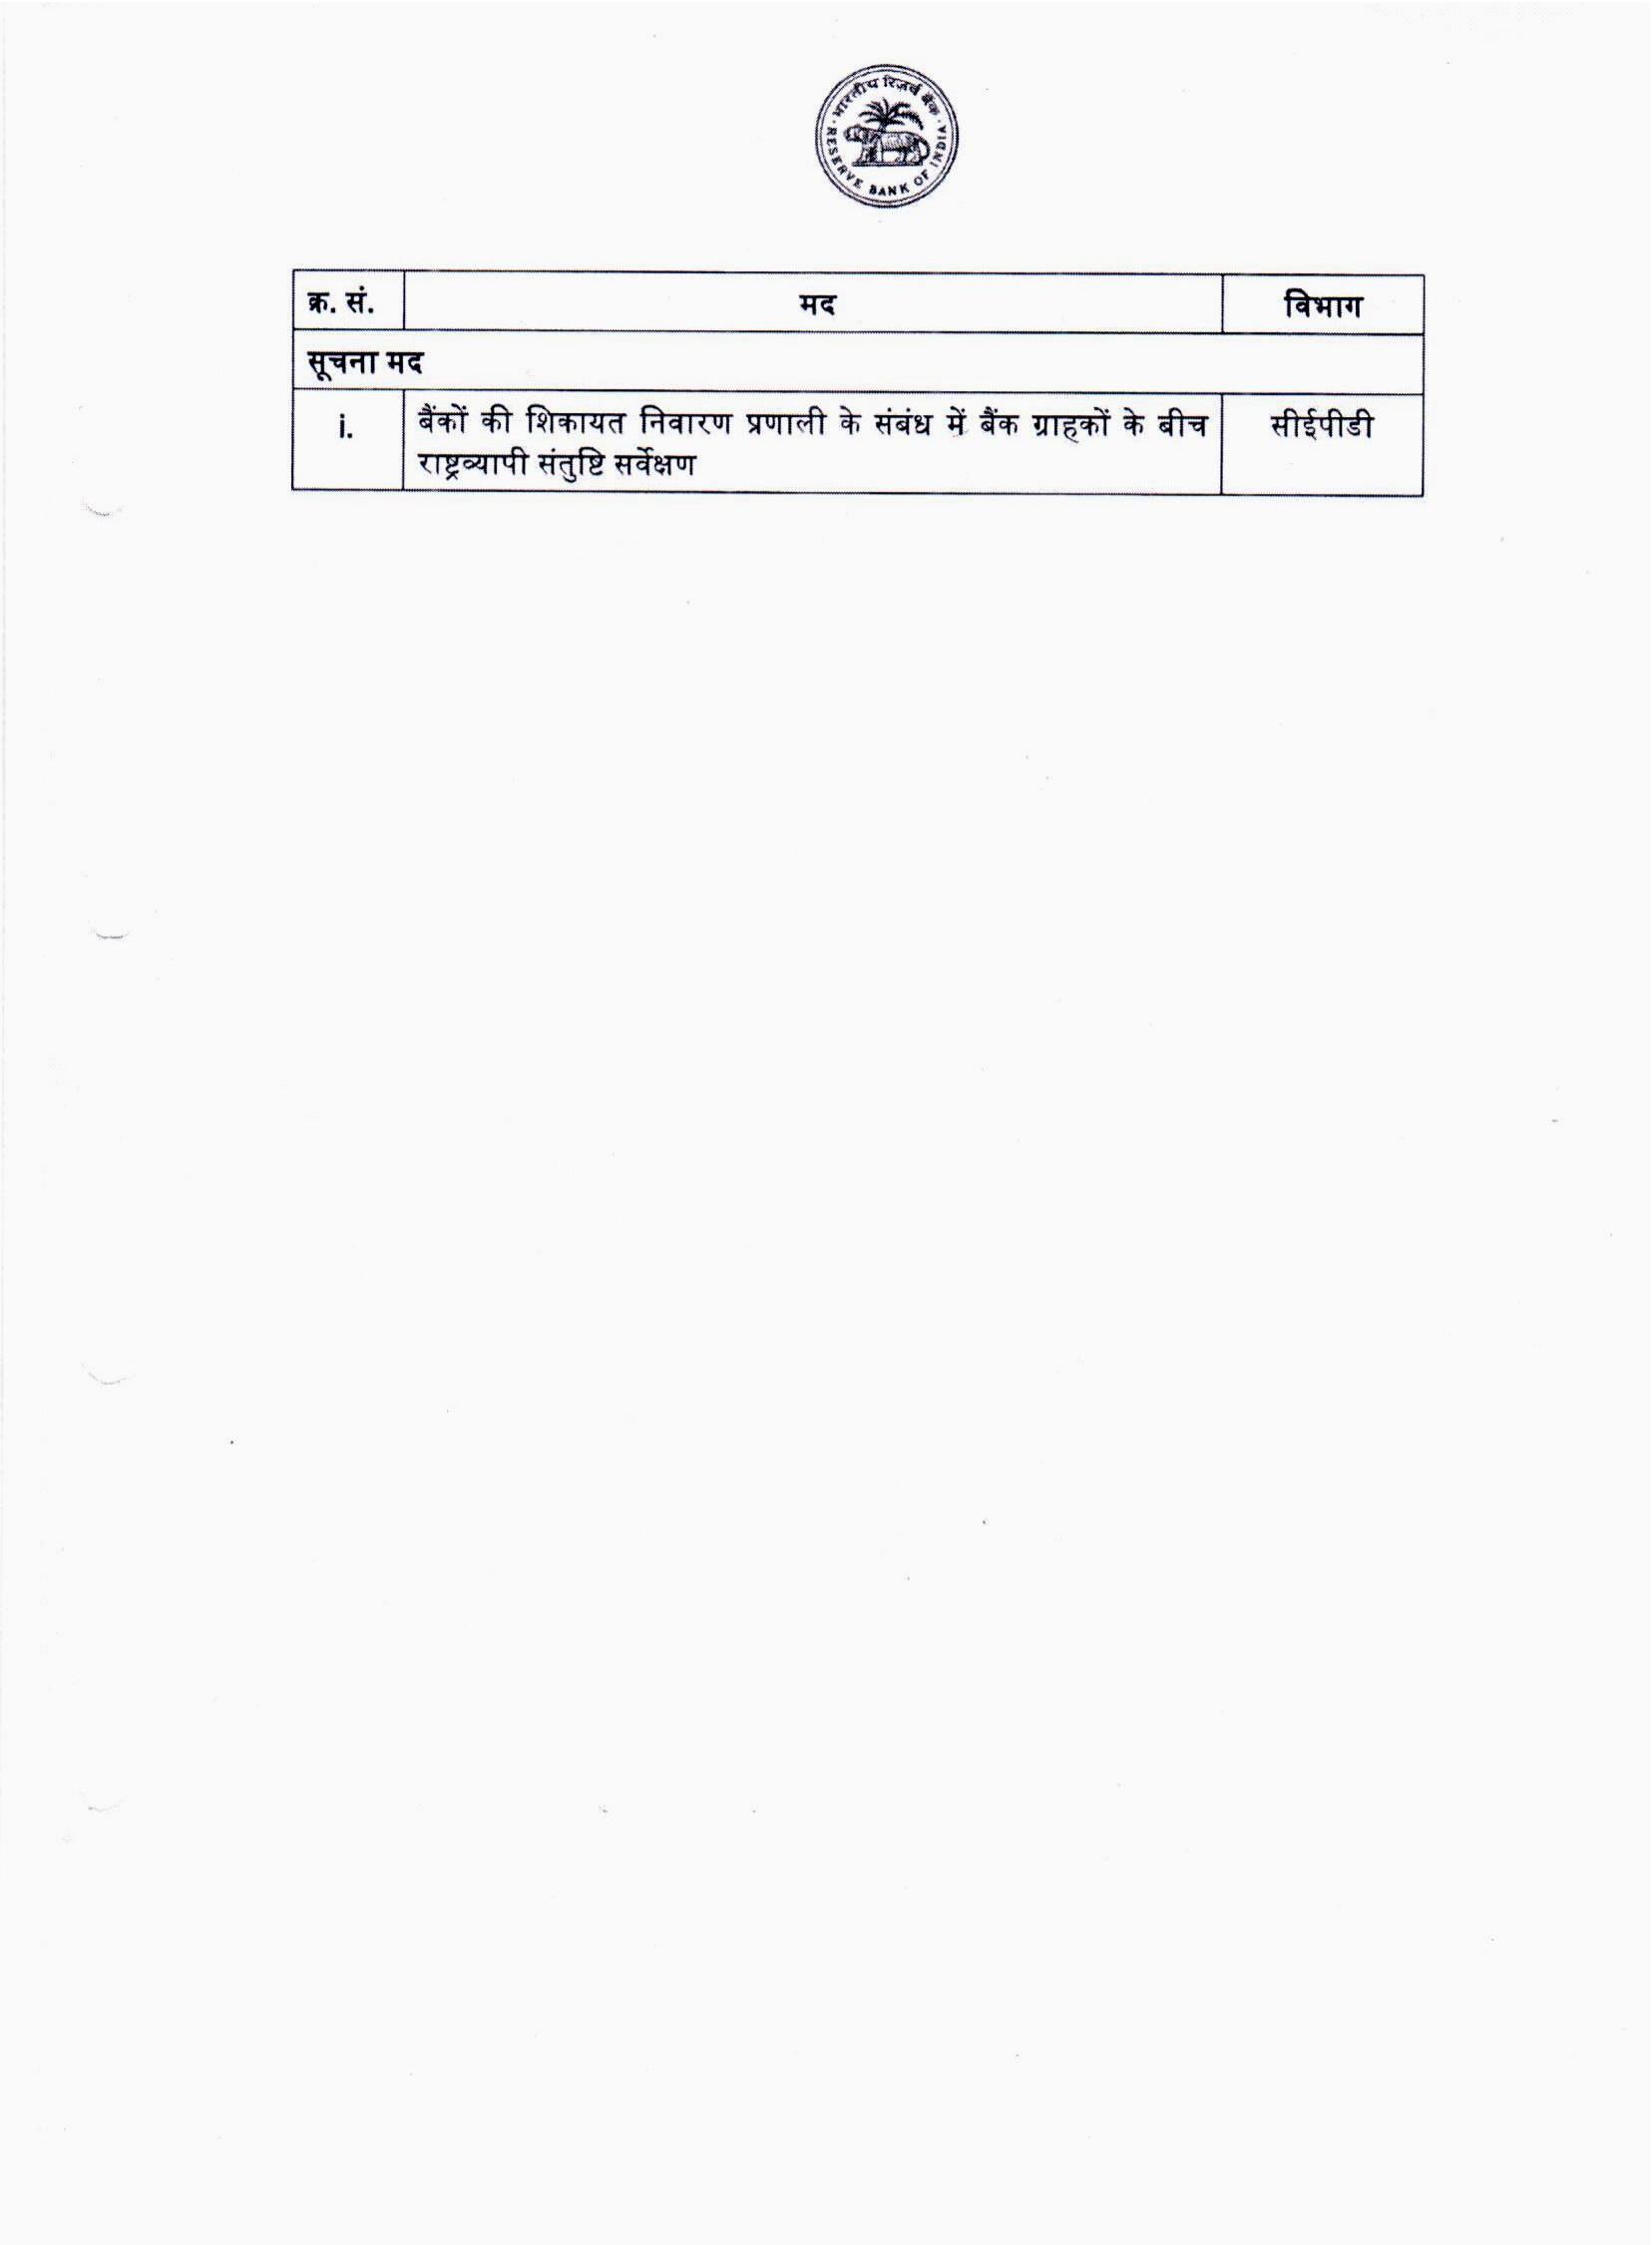 भारतीय रिज़र्व बैंक
RESERVE BANK OF INDIA
क्र. सं. मद विभाग
सूचना मद
i. बैंकों की शिकायत निवारण प्रणाली के संबंध में बैंक ग्राहकों के बीच सीईपीडी
राष्ट्रव्यापी संतुष्टि सर्वेक्षण